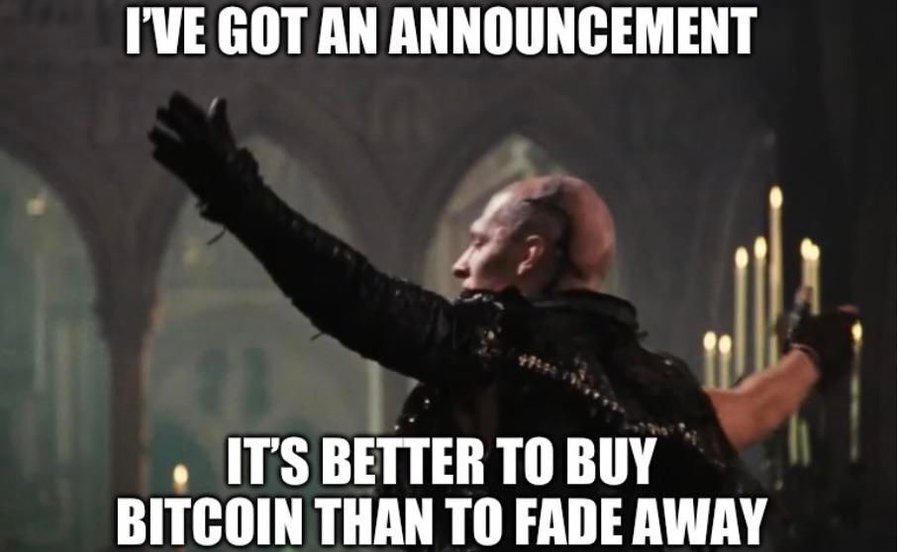 I'VE GOT AN ANNOUNCEMENT
IT'S BETTER TO BUY
BITCOIN THAN TO FADE AWAY